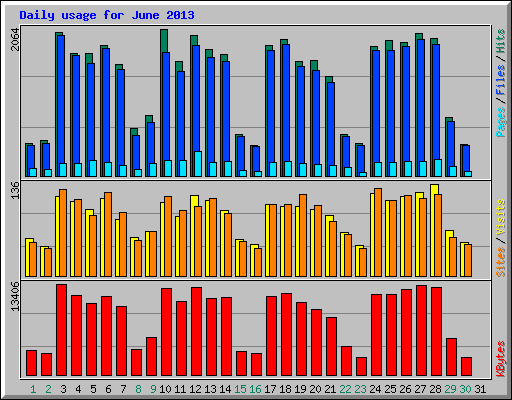 Daily usage for June 2013
2064
Pages / Files / Hits
136
Sites / Visits
13406
KBytes
1 2 3 4 5 6 7 8 9 10 11 12 13 14 15 16 17 18 19 20 21 22 23 24 25 26 27 28 29 30 31